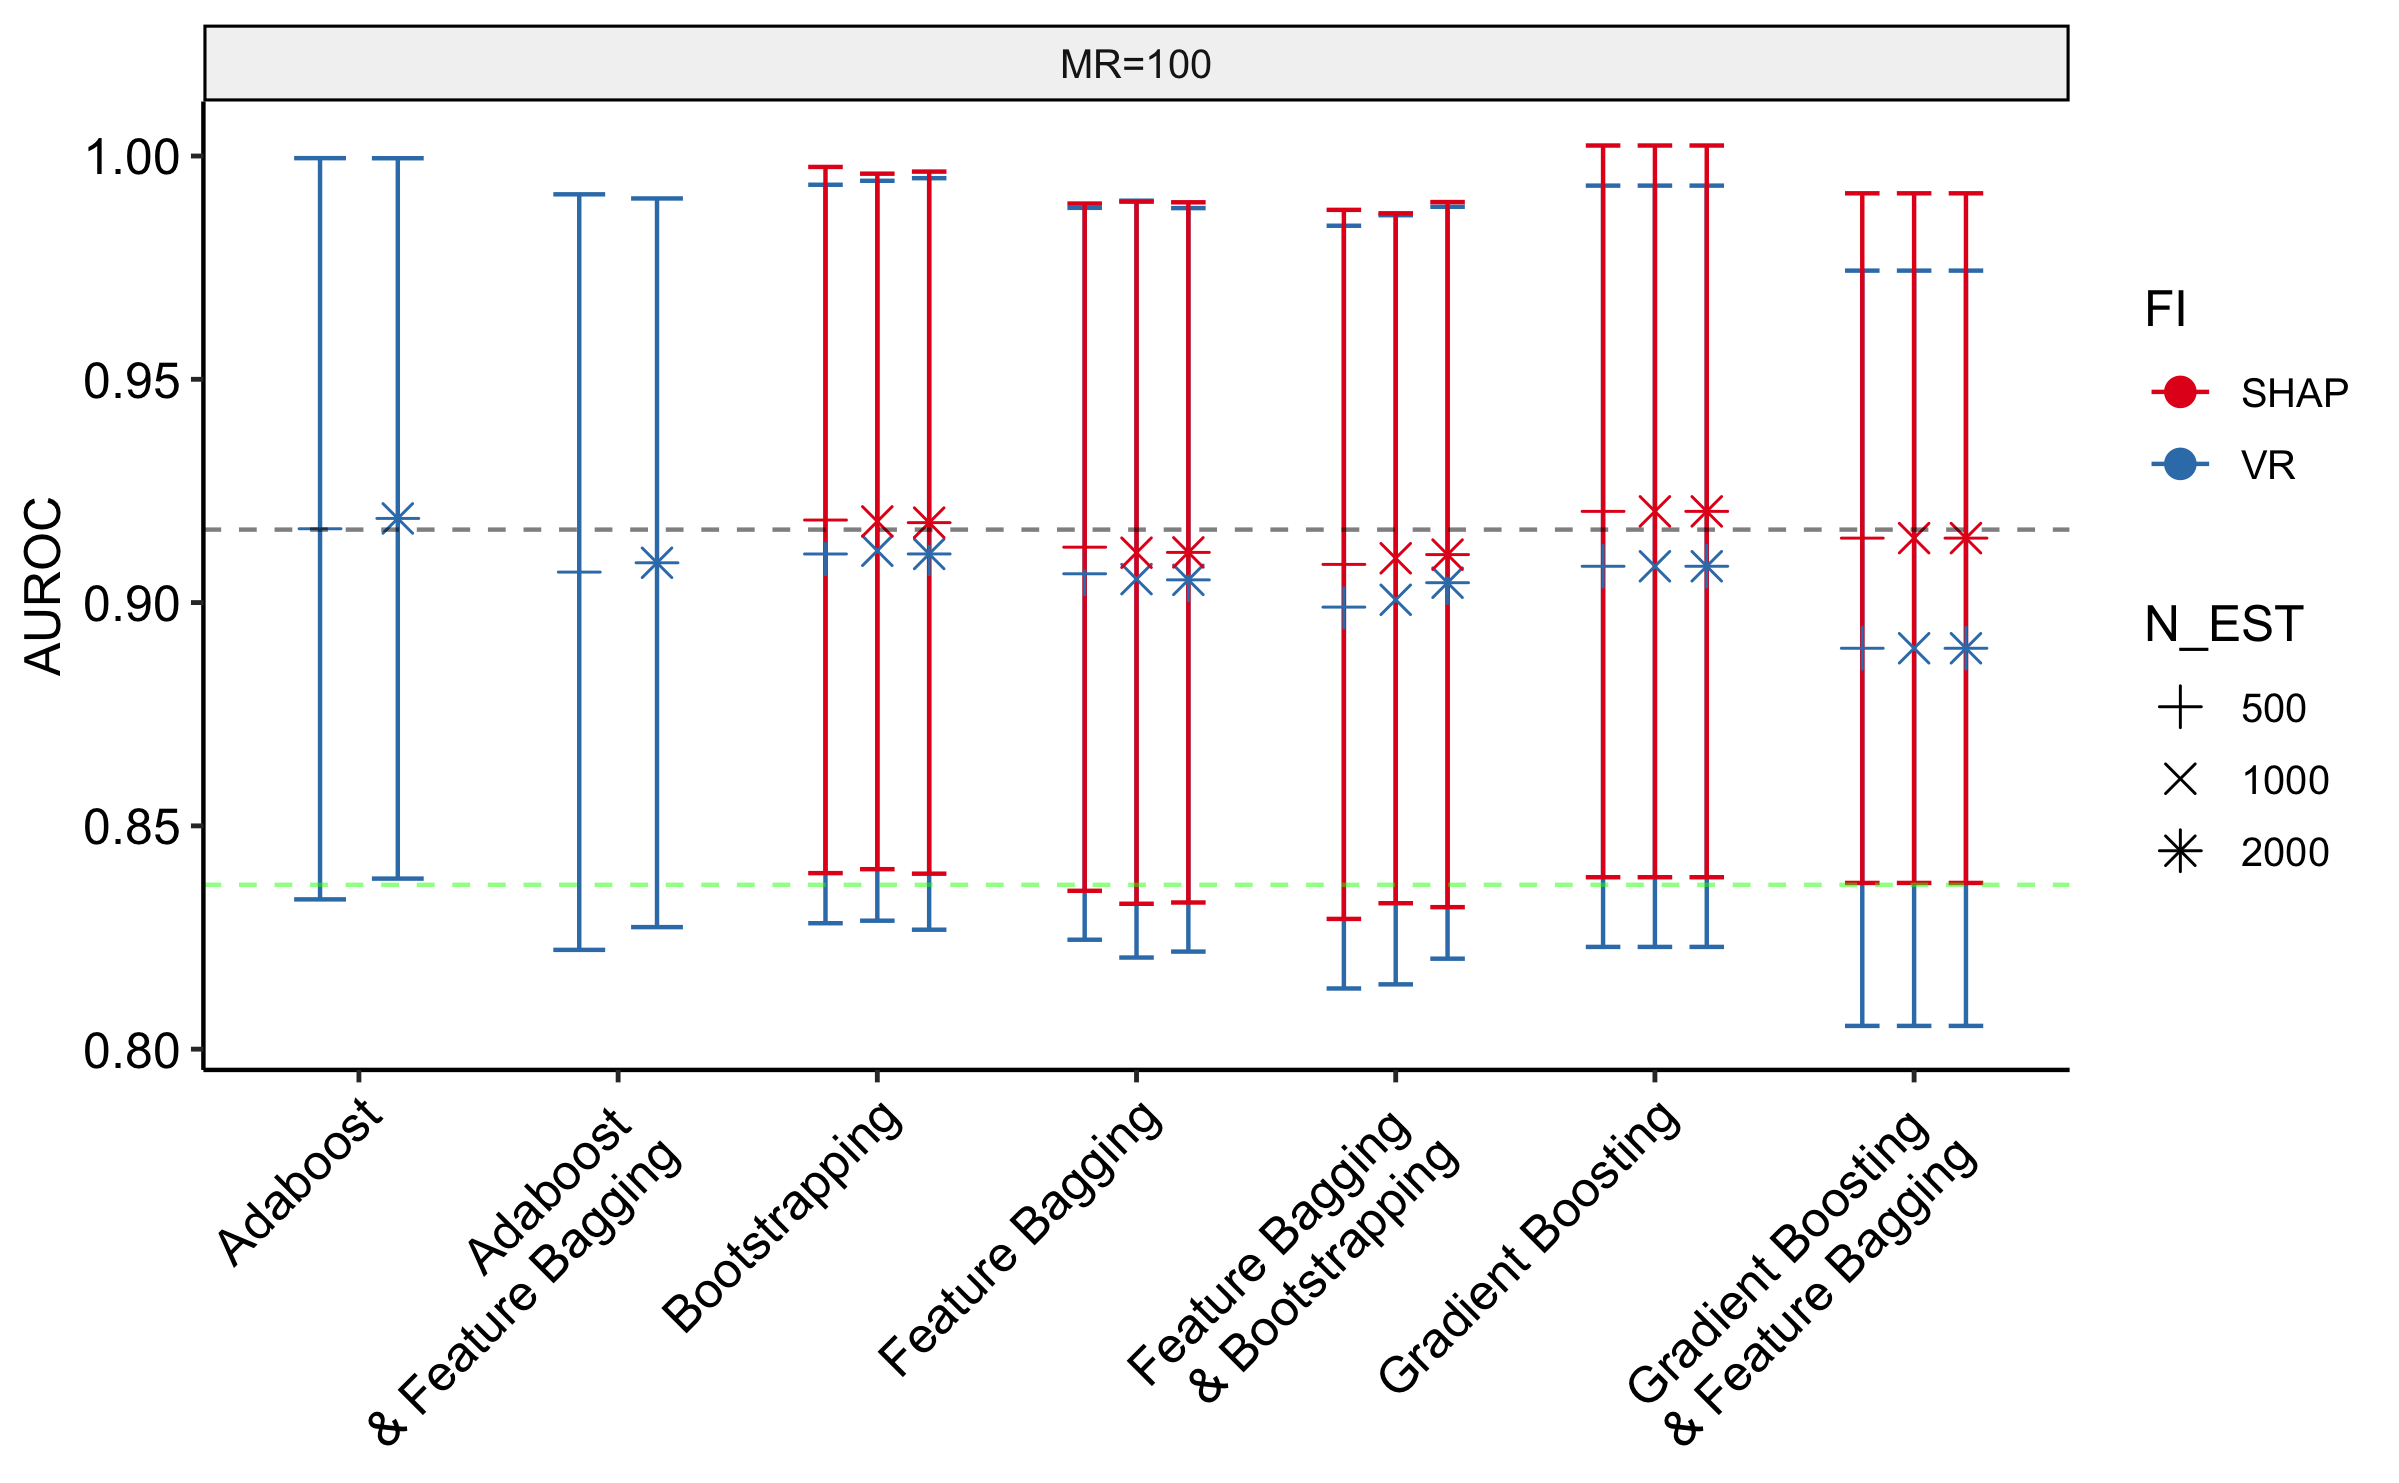 MR=100
1.00
0.95
0.90
0.85
0.80
AUROC
Adaboost
Adaboost
& Feature Bagging
Bootstrapping
Feature Bagging
Feature Bagging
& Bootstrapping
Gradient Boosting
Gradient Boosting
& Feature Bagging
FI
SHAP
VR
N_EST
500
1000
2000